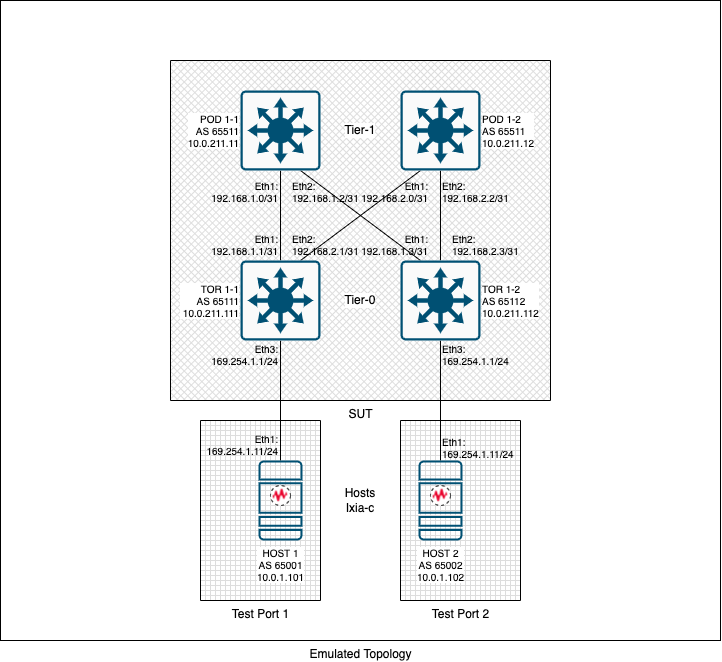 POD 1-1
AS 65511
10.0.211.11
Tier-1
POD 1-2
AS 65511
10.0.211.12
Eth1:
192.168.1.0/31
Eth2:
192.168.1.2/31
Eth1:
192.168.2.0/31
Eth2:
192.168.2.2/31
Eth1:
192.168.1.1/31
Eth2:
192.168.2.1/31
Eth1:
192.168.1.3/31
Eth2:
192.168.2.3/31
TOR 1-1
AS 65111
10.0.211.111
Tier-0
TOR 1-2
AS 65112
10.0.211.112
Eth3:
169.254.1.1/24
Eth3:
169.254.1.1/24
SUT
Eth1:
169.254.1.11/24
Eth1:
169.254.1.11/24
Hosts
Ixia-c
HOST 1
AS 65001
10.0.1.101
HOST 2
AS 65002
10.0.1.102
Test Port 1
Test Port 2
Emulated Topology